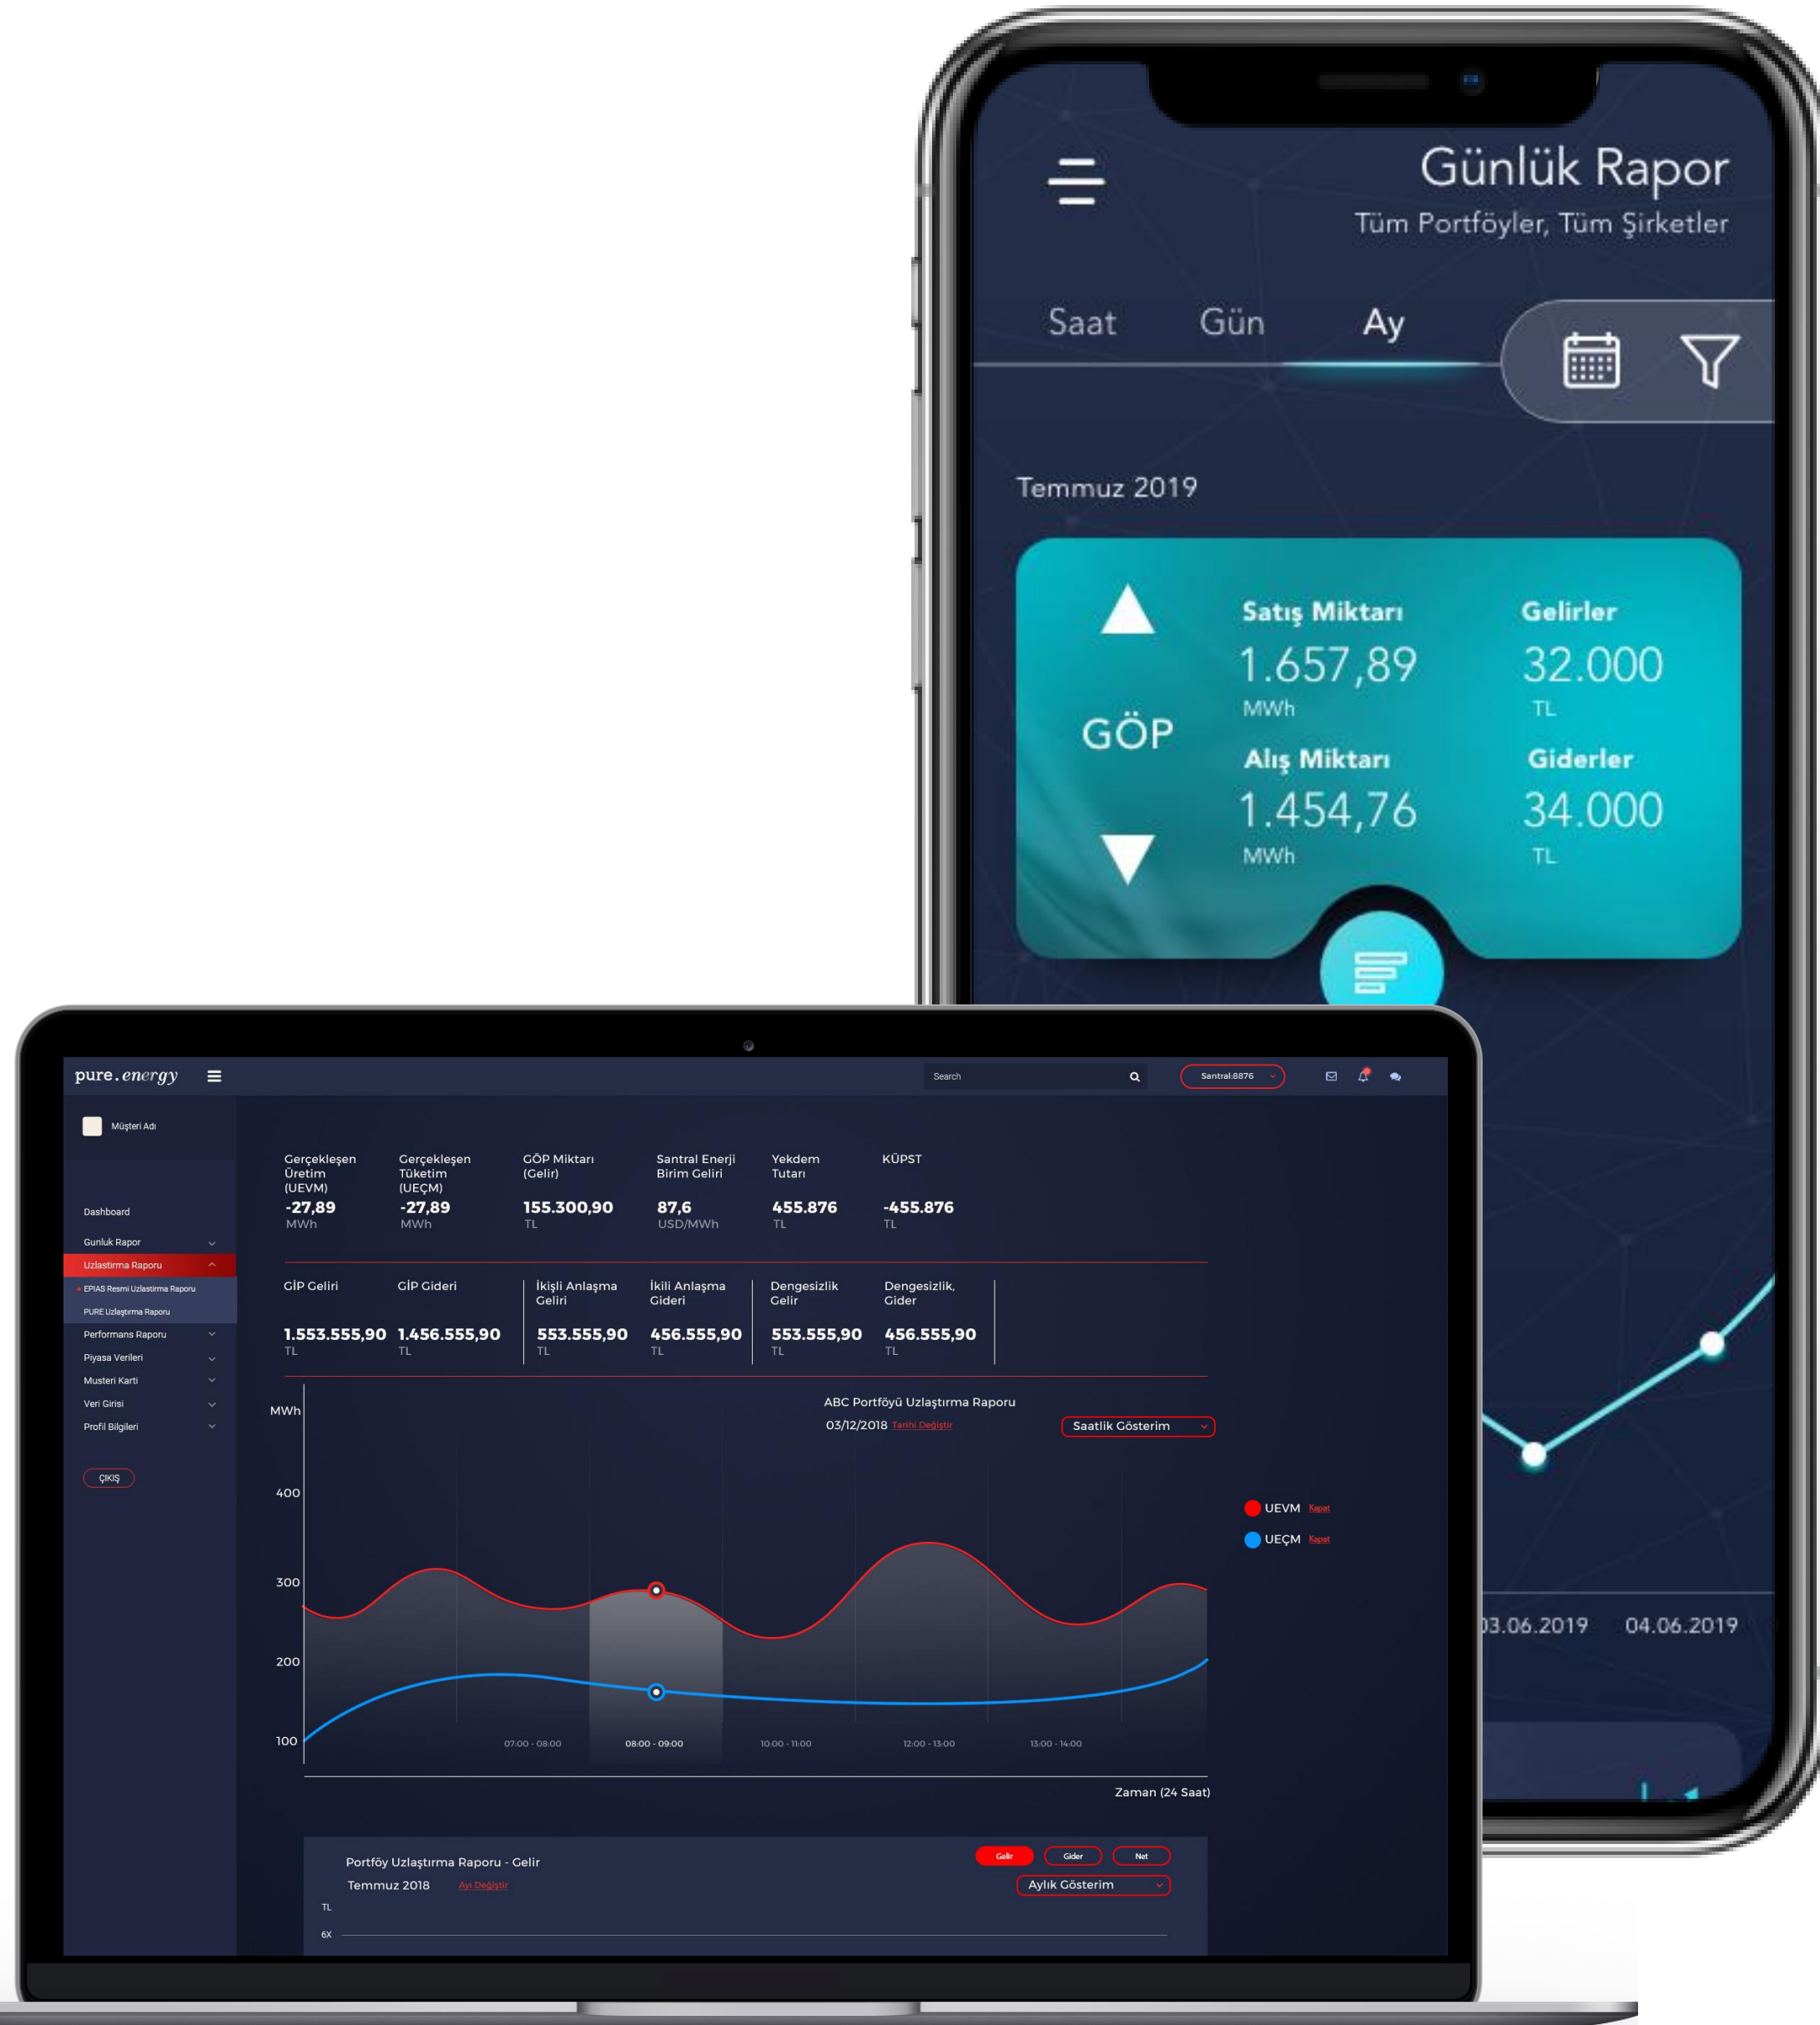 Günlük Rapor
Tüm Portföyler, Tüm Şirketler
Saat Gün Ay
Temmuz 2019
Satış Miktarı Gelirler
1.657,89 32.000
MWh TL
GÖP
Alış Miktarı Giderler
1.454,76 34.000
MWh TL
03.06.2019 04.06.2019
pure.energy
Search
Santral:8876
Müşteri Adı
Dashboard
Gunluk Rapor
Uzlastirma Raporu
EPIAS Resmi Uzlastirma Raporu
PURE Uzlaştırma Raporu
Performans Raporu
Piyasa Verileri
Musteri Karti
Veri Girisi
Profil Bilgileri
ÇIKIŞ
Gerçekleşen
Üretim
(UEVM)
-27,89
MWh
Gerçekleşen
Tüketim
(UEÇM)
-27,89
MWh
GÖP Miktarı
(Gelir)
155.300,90
TL
Santral Enerji
Birim Geliri
87,6
USD/MWh
Yekdem
Tutarı
455.876
TL
KÜPST
-455.876
TL
GİP Geliri
1.553.555,90
TL
GİP Gideri
1.456.555,90
TL
İkişli Anlaşma
Geliri
553.555,90
TL
İkili Anlaşma
Gideri
456.555,90
TL
Dengesizlik
Gelir
553.555,90
TL
Dengesizlik,
Gider
456.555,90
TL
ABC Portföyü Uzlaştırma Raporu
03/12/2018 Tarihi Değiştir
Saatlik Gösterim
MWh
400
300
200
100
07:00 - 08:00 08:00 - 09:00 10:00 - 11:00 12:00 - 13:00 13:00 - 14:00
Zaman (24 Saat)
UEVM Kapat
UEÇM Kapat
Portföy Uzlaştırma Raporu - Gelir
Gelir Gider Net
Temmuz 2018 Ayı Değiştir
Aylık Gösterim
TL
6X